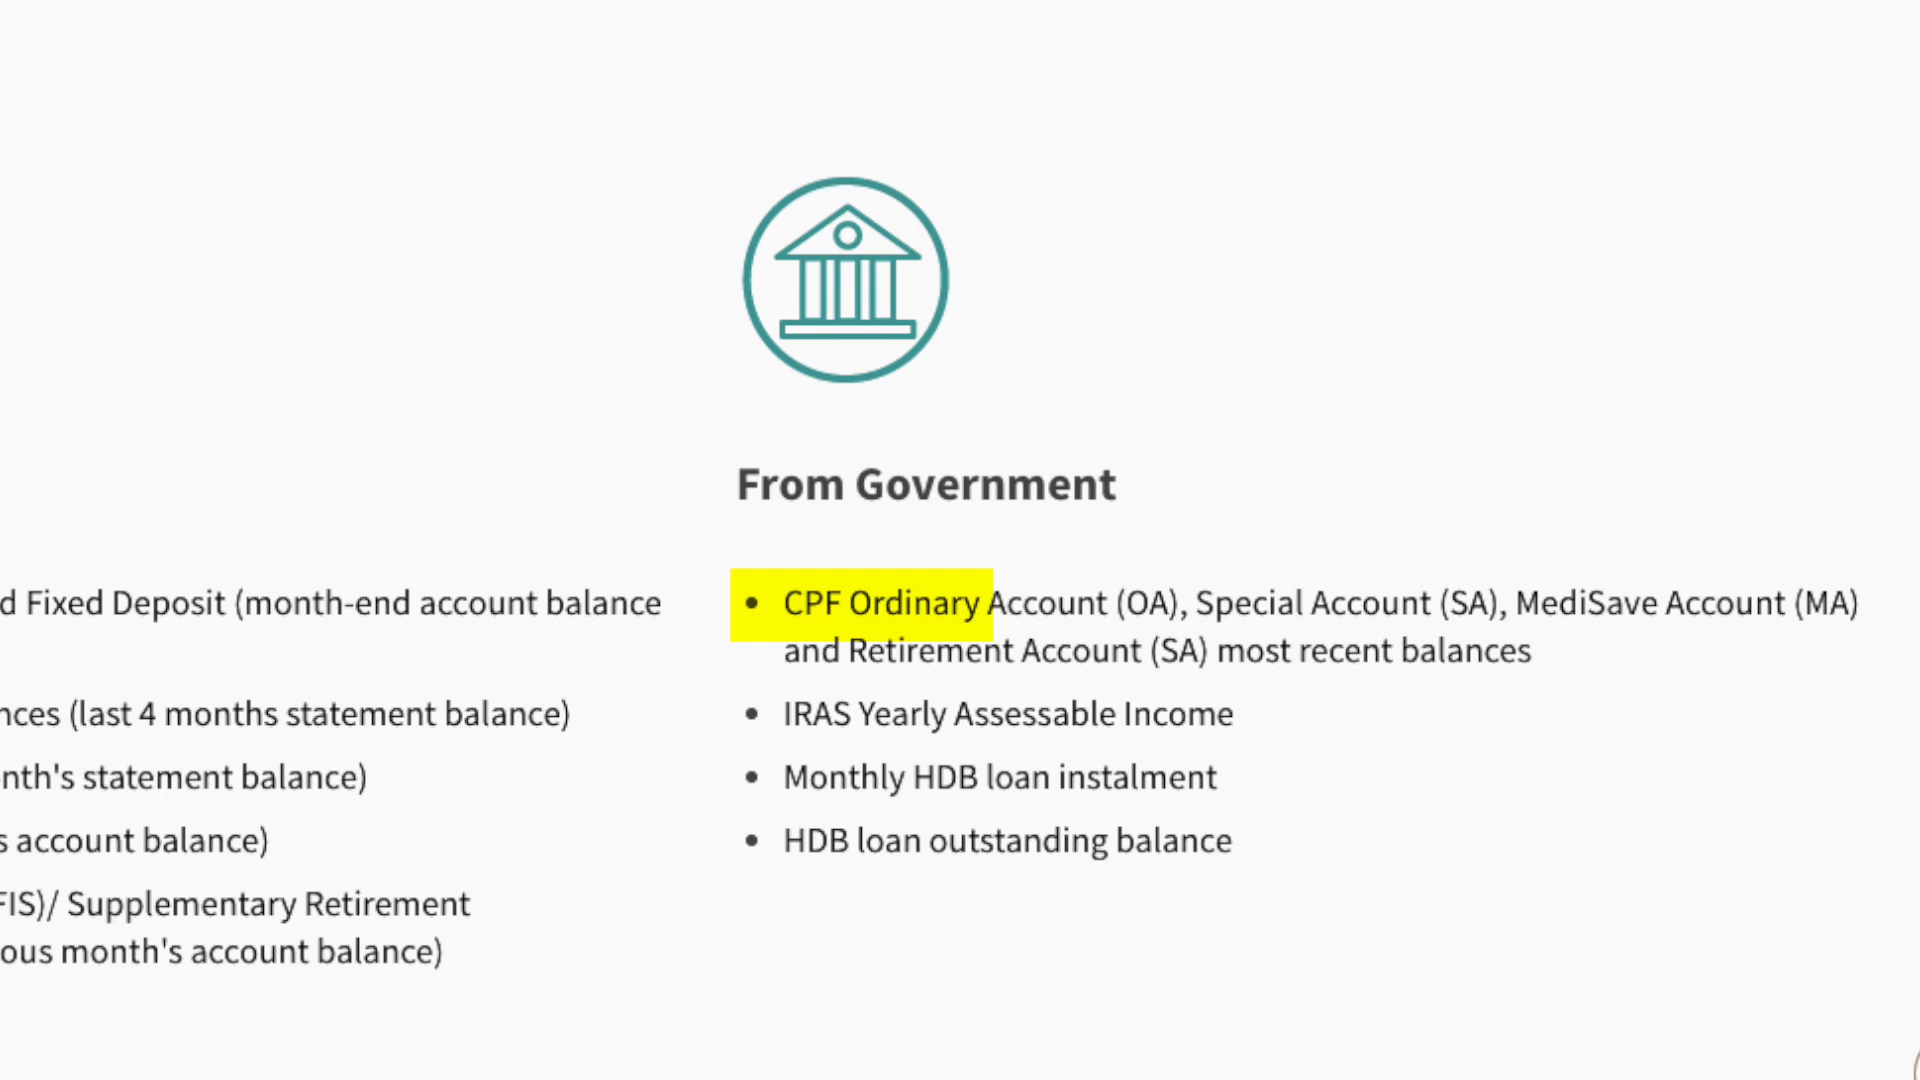 From Government
d Fixed Deposit (month-end account balance
nces (last 4 months statement balance)
nth's statement balance)
s account balance)
FIS)/ Supplementary Retirement
ous month's account balance)
• CPF Ordinary Account (OA), Special Account (SA), MediSave Account (MA)
and Retirement Account (SA) most recent balances
• IRAS Yearly Assessable Income
• Monthly HDB loan instalment
• HDB loan outstanding balance